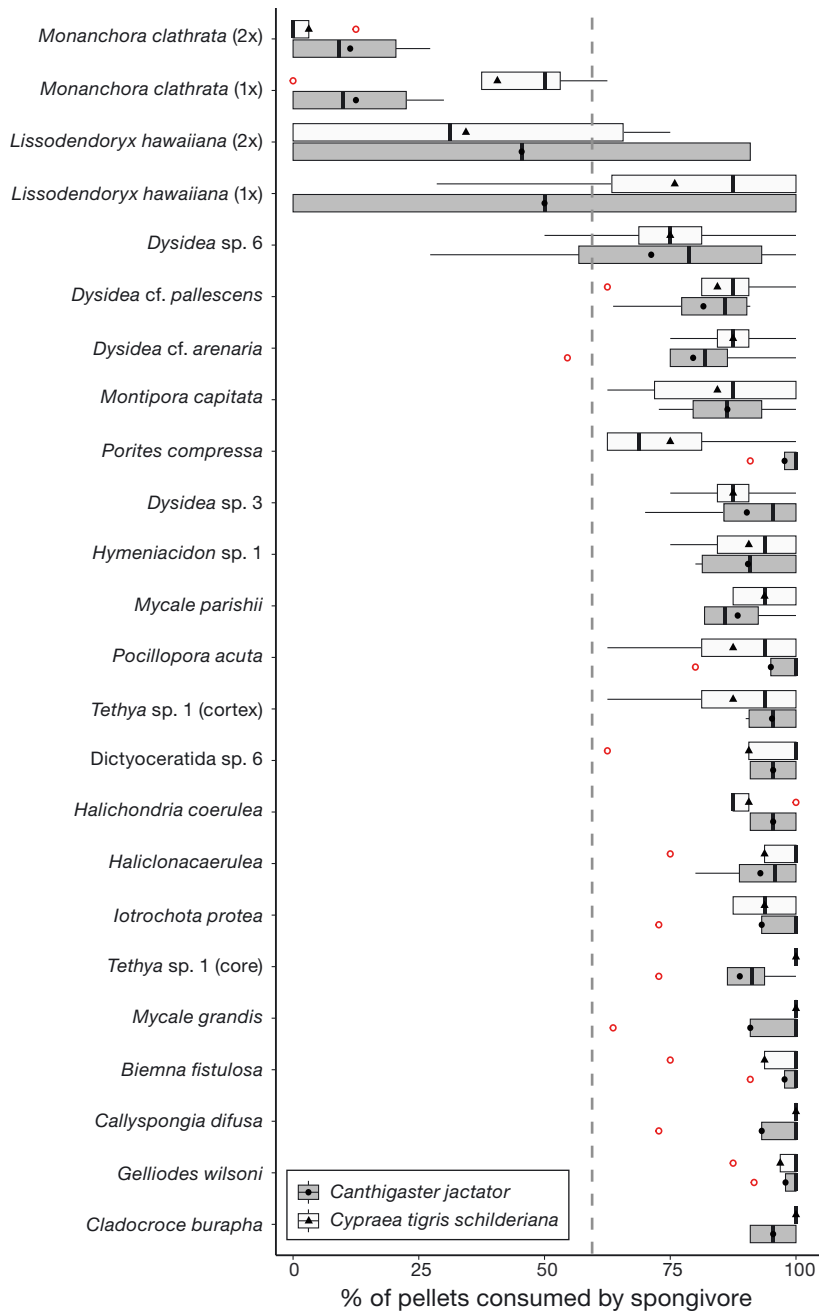 Monanchora clathrata (2x)
Monanchora clathrata (1x)
Lissodendoryx hawaiiana (2x)
Lissodendoryx hawaiiana (1x)
Dysidea sp. 6
Dysidea cf. pallescens
Dysidea cf. arenaria
Montipora capitata
Porites compressa
Dysidea sp. 3
Hymeniacidon sp. 1
Mycale parishii
Pocillopora acuta
Tethya sp. 1 (cortex)
Dictyoceratida sp. 6
Halichondria coerulea
Haliclonacaerulea
Iotrochota protea
Tethya sp. 1 (core)
Mycale grandis
Biemna fistulosa
Callyspongia difusa
Gelliodes wilsoni
Cladocroce burapha
Canthigaster jactator
Cypraea tigris schilderiana
0 25 50 75 100
% of pellets consumed by spongivore